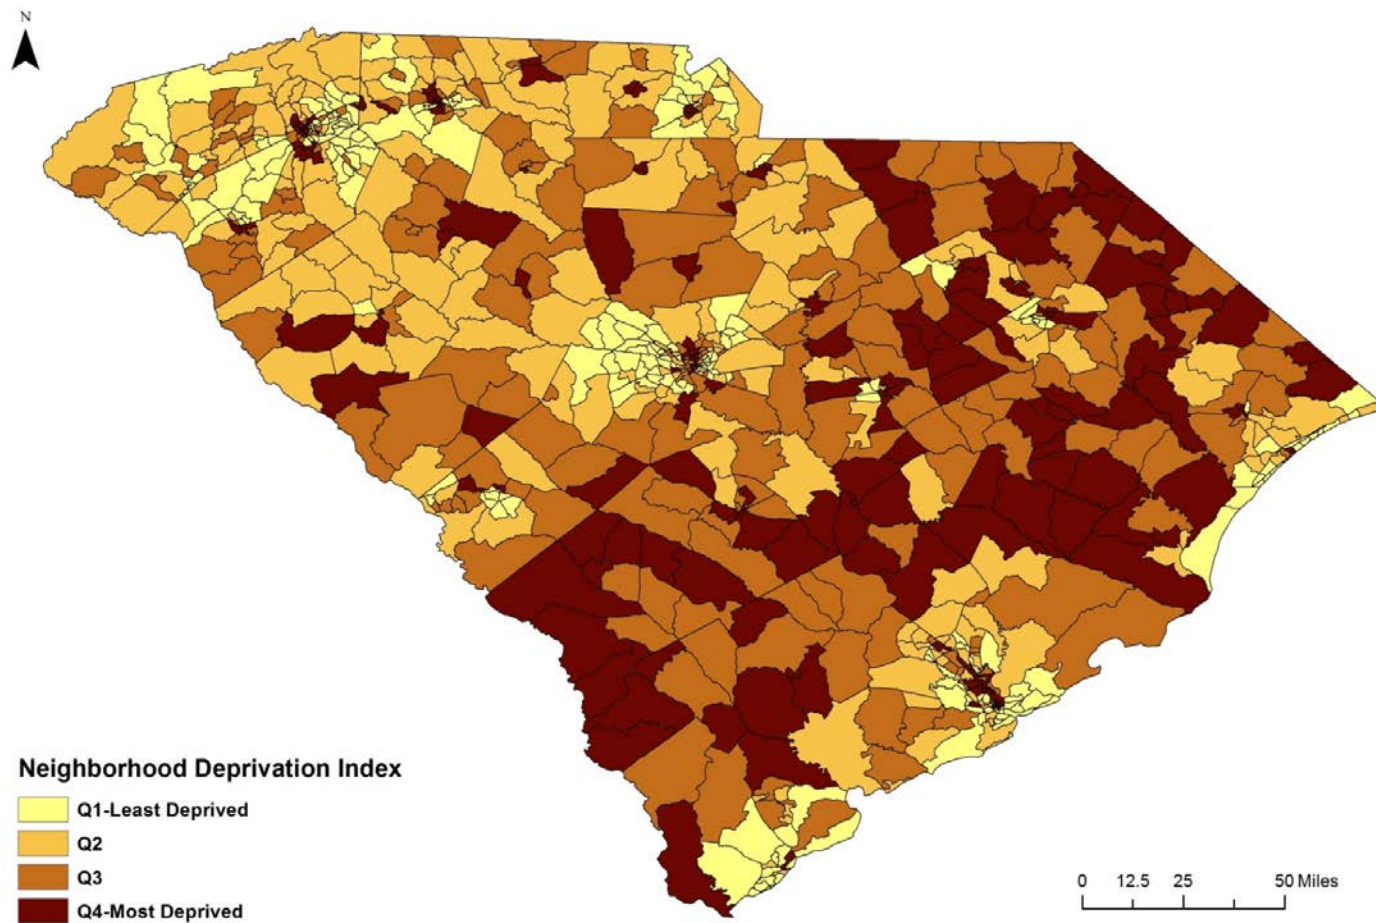 N
Neighborhood Deprivation Index
Q1-Least Deprived
Q2
Q3
Q4-Most Deprived
0 12.5 25 50 Miles